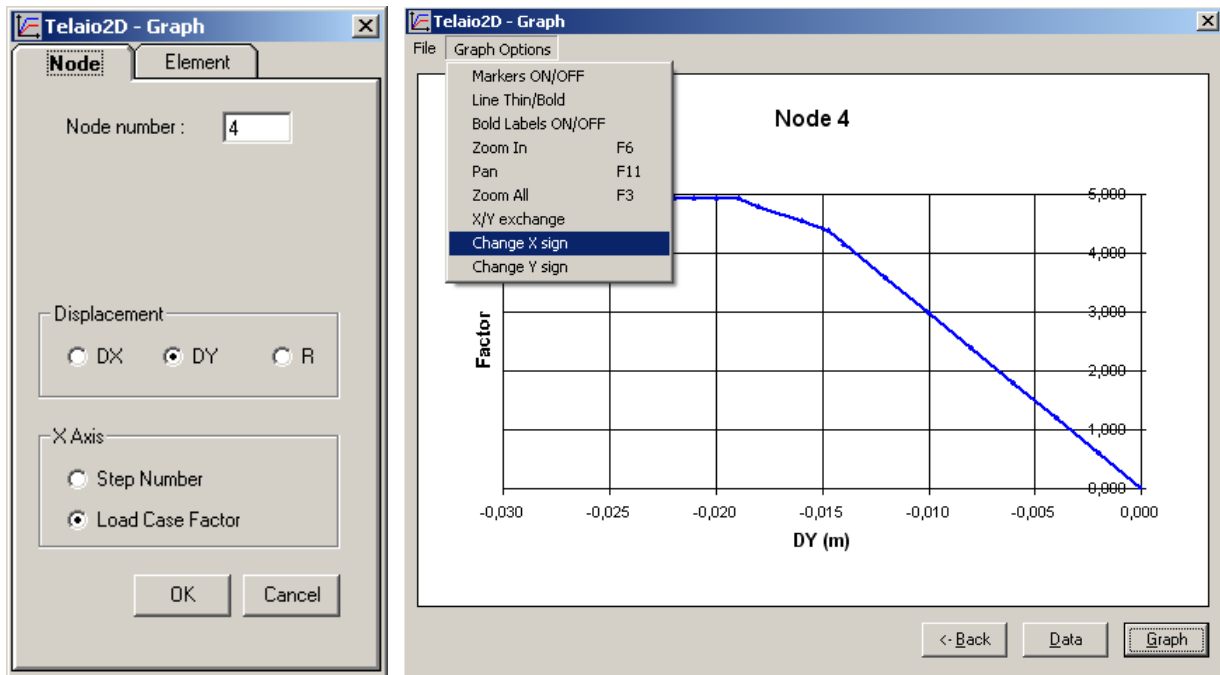 Telaio2D - Graph
Node Element
Node number : 4
Displacement
DX DY R
X Axis
Step Number
Load Case Factor
OK Cancel
Telaio2D - Graph
File Graph Options
Markers ON/OFF
Line Thin/Bold
Bold Labels ON/OFF
Zoom In F6
Pan F11
Zoom All F3
X/Y exchange
Change X sign
Change Y sign
Node 4
5,000
4,000
3,000
2,000
1,000
0,000
Factor
-0,030 -0,025 -0,020 -0,015 -0,010 -0,005 0,000
DY (m)
<- Back Data Graph